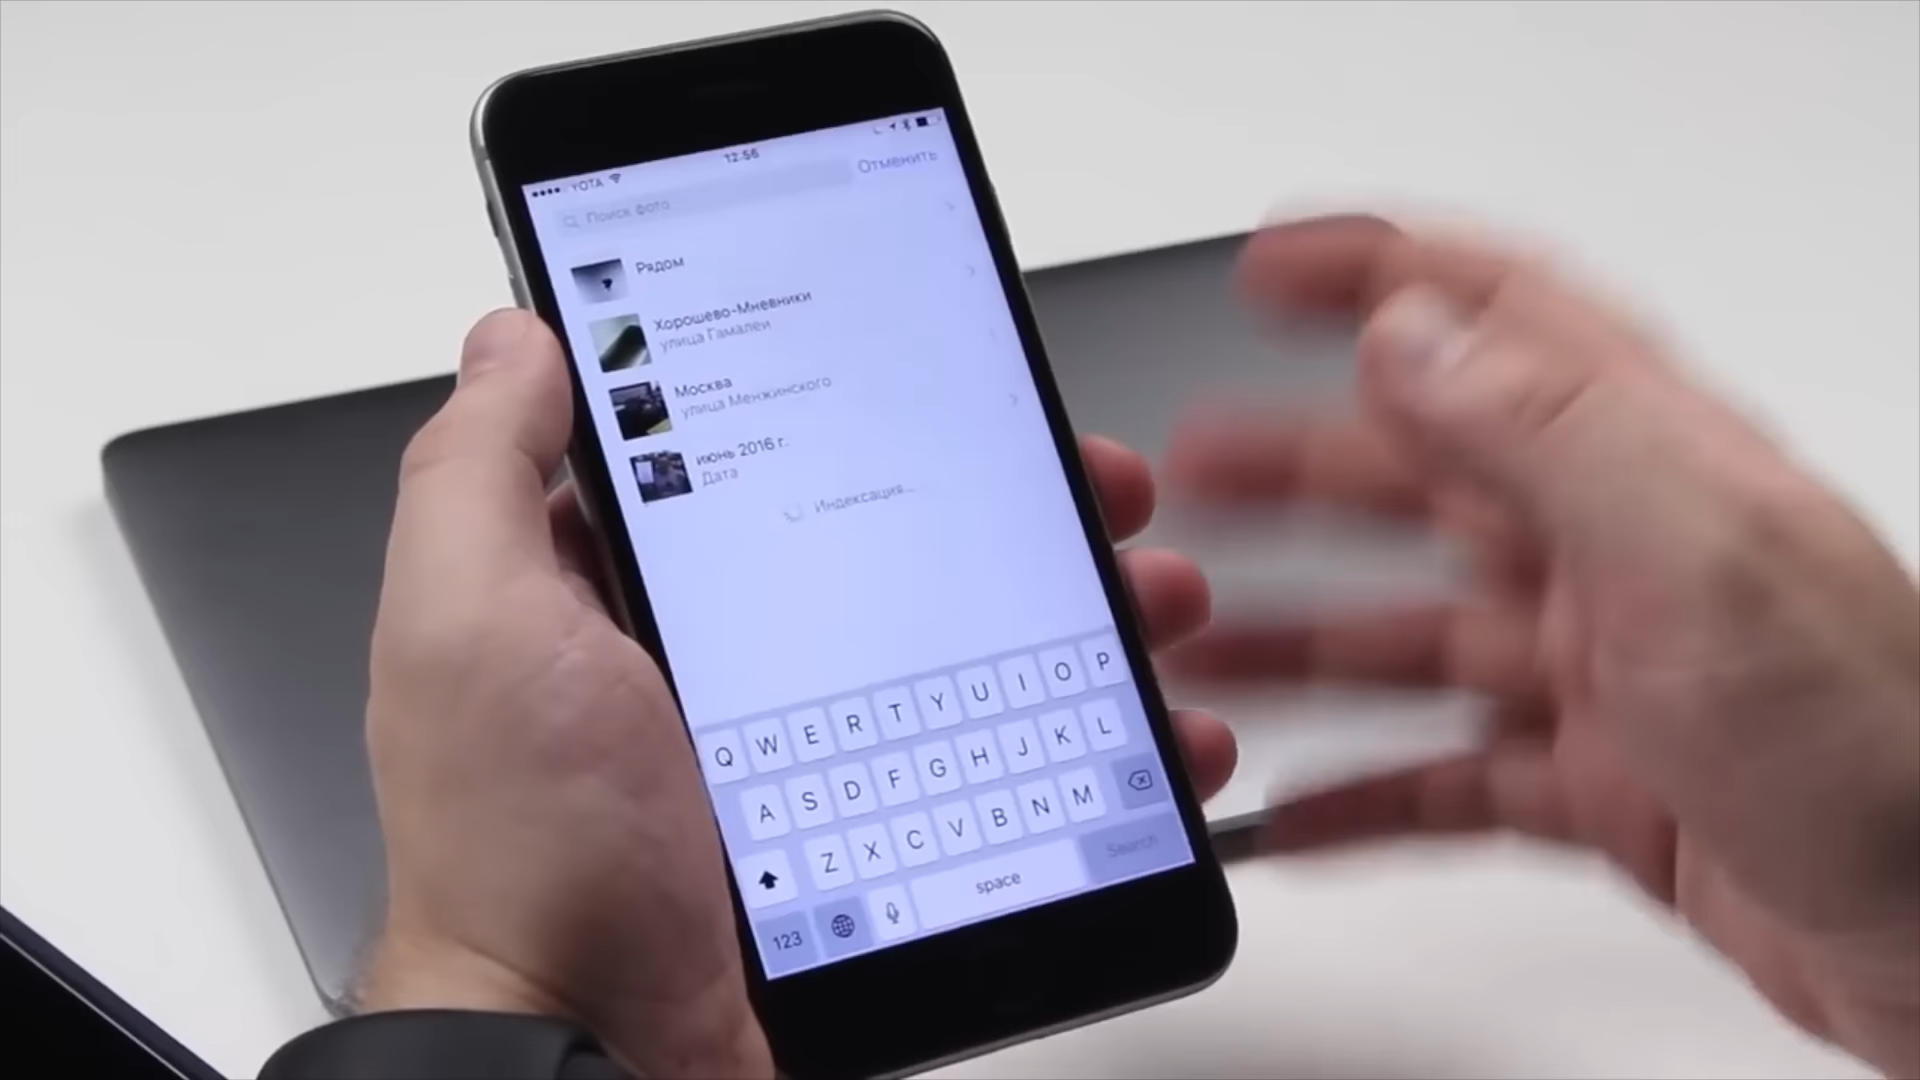 YOTA 12:56
Поиск фото Отменить
Рядом
Хорошево-Мневники
улица Гамалеи
Москва
улица Менжинского
июнь 2016 г.
Дата
Индексация...
Q W E R T Y U I O P
A S D F G H J K L
Z X C V B N M
123 space Search